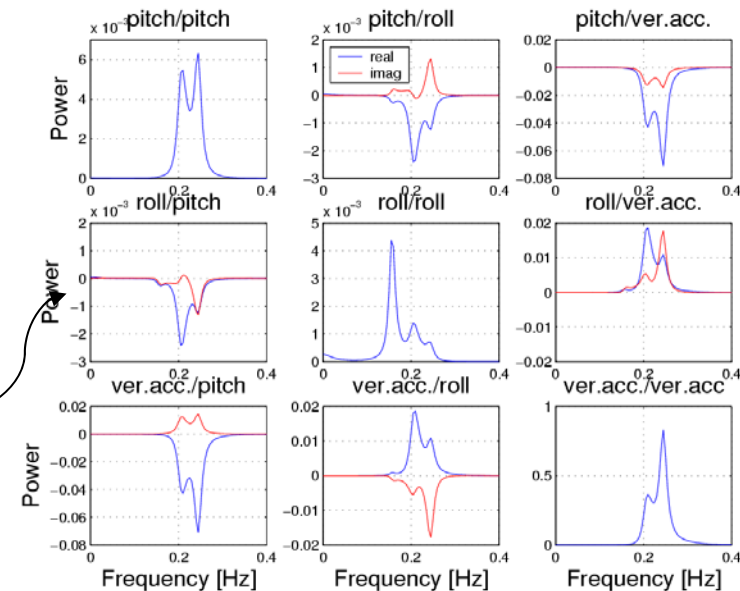 x 10⁻³ pitch/pitch
x 10⁻³ pitch/roll
pitch/ver.acc.
6
4
2
0
Power
0 0.2 0.4
2
1
0
−1
−2
−3
real
imag
0 0.2 0.4
0.02
0
−0.02
−0.04
−0.06
−0.08
0 0.2 0.4
x 10⁻³ roll/pitch
x 10⁻³ roll/roll
roll/ver.acc.
2
1
0
−1
−2
−3
Power
0 0.2 0.4
5
4
3
2
1
0
0 0.2 0.4
0.02
0.01
0
−0.01
−0.02
0 0.2 0.4
ver.acc./pitch
ver.acc./roll
ver.acc./ver.acc
0.02
0
−0.02
−0.04
−0.06
−0.08
Power
0 0.2 0.4
Frequency [Hz]
0.02
0.01
0
−0.01
−0.02
0 0.2 0.4
Frequency [Hz]
1
0.5
0
0 0.2 0.4
Frequency [Hz]